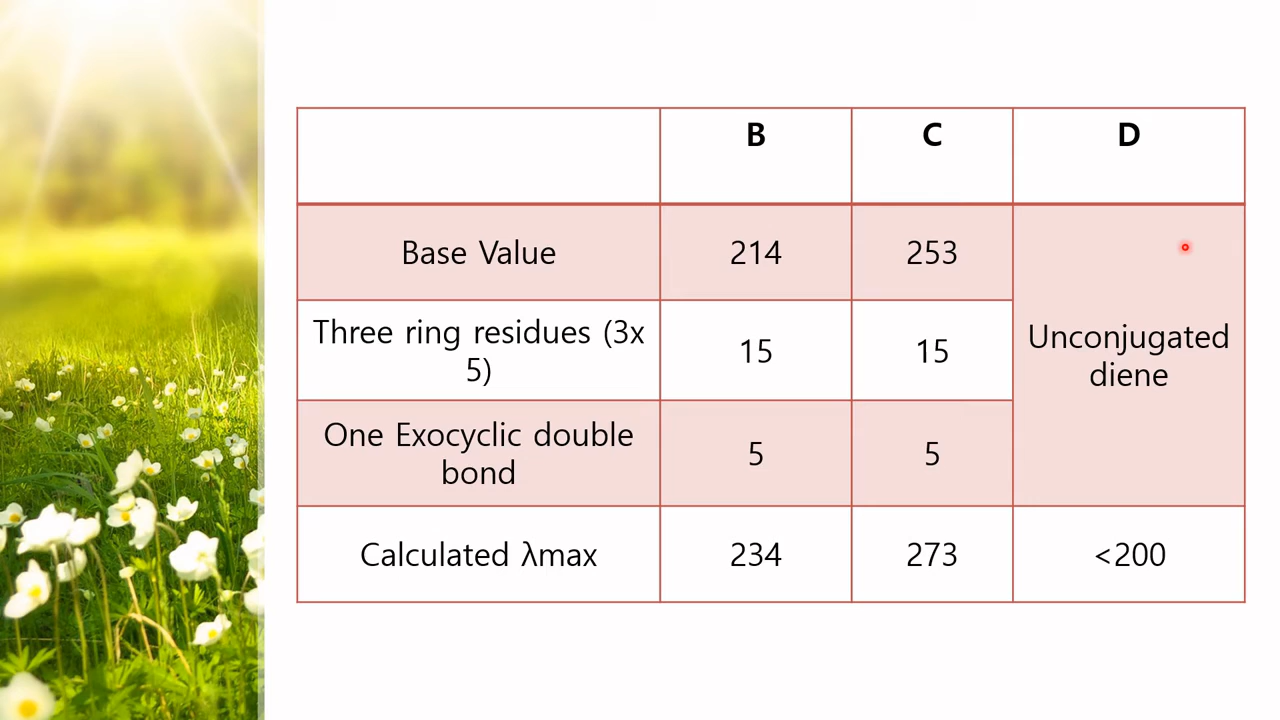 B C D
Base Value 214 253
Three ring residues (3x
5)
15 15
Unconjugated
diene
One Exocyclic double
bond
5 5
Calculated λmax 234 273 <200